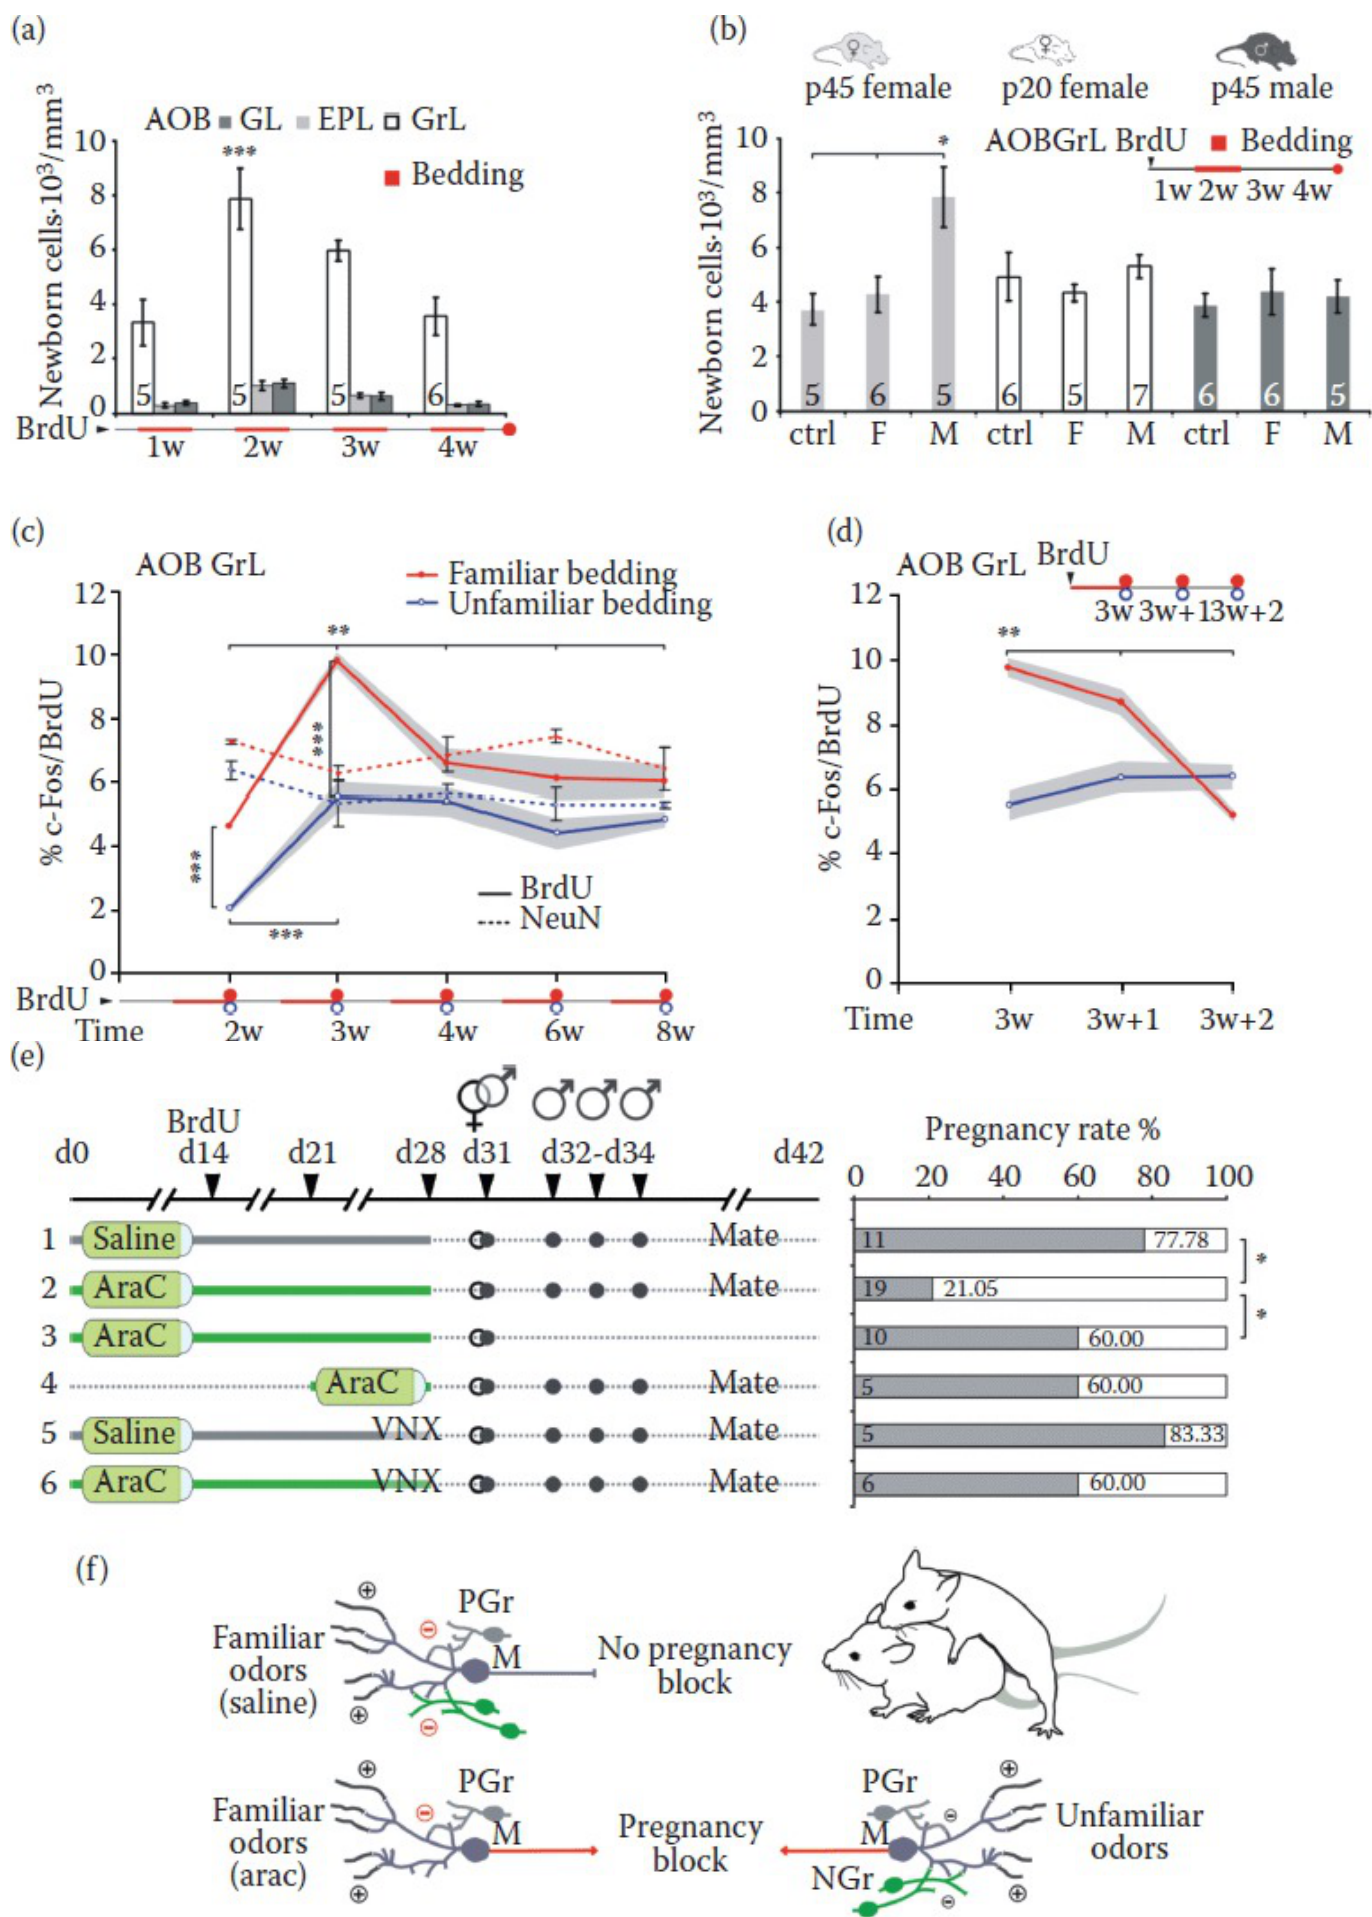 (a)
AOB GL EPL GrL
***
Bedding
Newborn cells·10³/mm³
10
8
6
4
2
0
5 5 5 6
BrdU
1w 2w 3w 4w
(b)
♀ ♀ ♂
p45 female p20 female p45 male
AOBGrL BrdU Bedding
1w 2w 3w 4w
*
Newborn cells·10³/mm³
10
8
6
4
2
0
5 6 5 6 5 7 6 6 5
ctrl F M ctrl F M ctrl F M
(c)
AOB GrL
Familiar bedding
Unfamiliar bedding
% c-Fos/BrdU
12
10
8
6
4
2
0
**
***
***
***
BrdU
NeuN
BrdU
Time 2w 3w 4w 6w 8w
(d)
AOB GrL BrdU
3w 3w+13w+2
% c-Fos/BrdU
12
10
8
6
4
2
0
**
Time 3w 3w+1 3w+2
(e)
BrdU
d0 d14 d21 d28 d31 d32-d34 d42
1 Saline Mate
2 AraC Mate
3 AraC
4 AraC Mate
5 Saline VNX Mate
6 AraC VNX Mate
Pregnancy rate %
0 20 40 60 80 100
11 77.78
19 21.05
10 60.00
5 60.00
5 83.33
6 60.00
*
*
(f)
Familiar
odors
(saline)
PGr
M
No pregnancy
block
Familiar
odors
(arac)
PGr
M
Pregnancy
block
PGr
M
NGr
Unfamiliar
odors